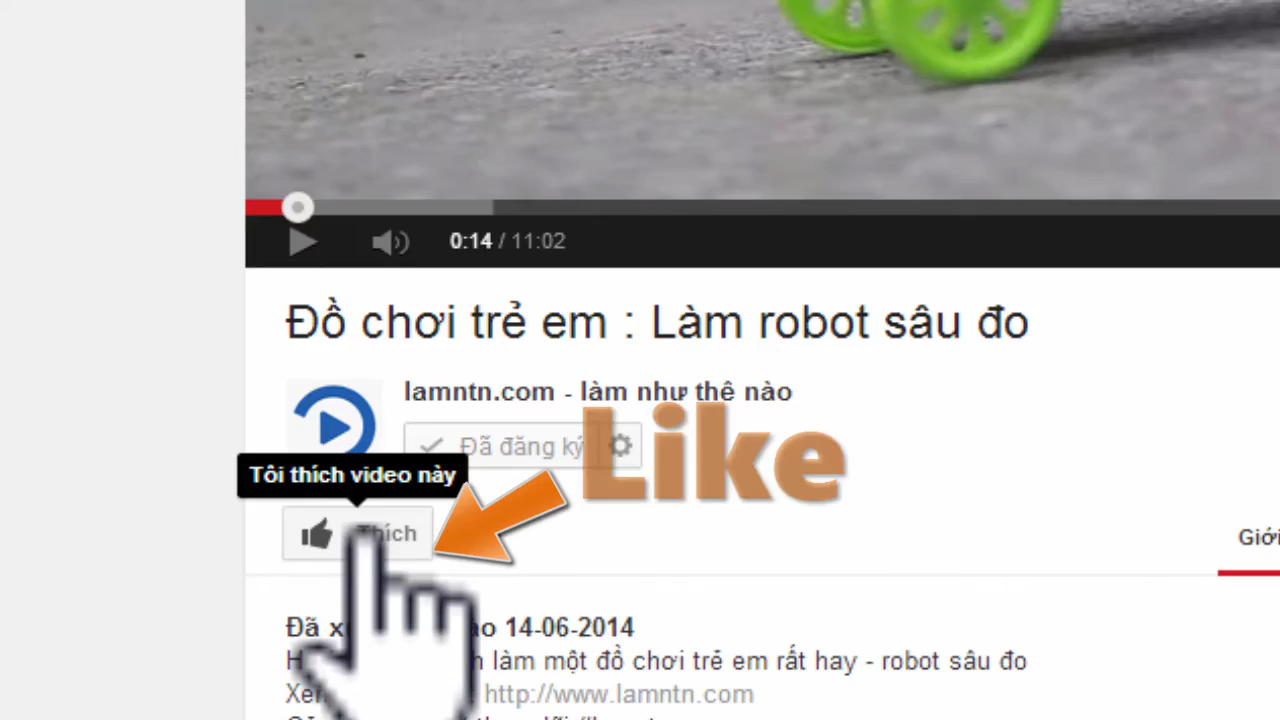 0:14 / 11:02
Đồ chơi trẻ em : Làm robot sâu đo
lamntn.com - làm như thê nào
Đã đăng ký
Like
Tôi thích video này
Thích
Giới
Đã 14-06-2014
làm một đồ chơi trẻ em rất hay - robot sâu đo
http://www.lamntn.com